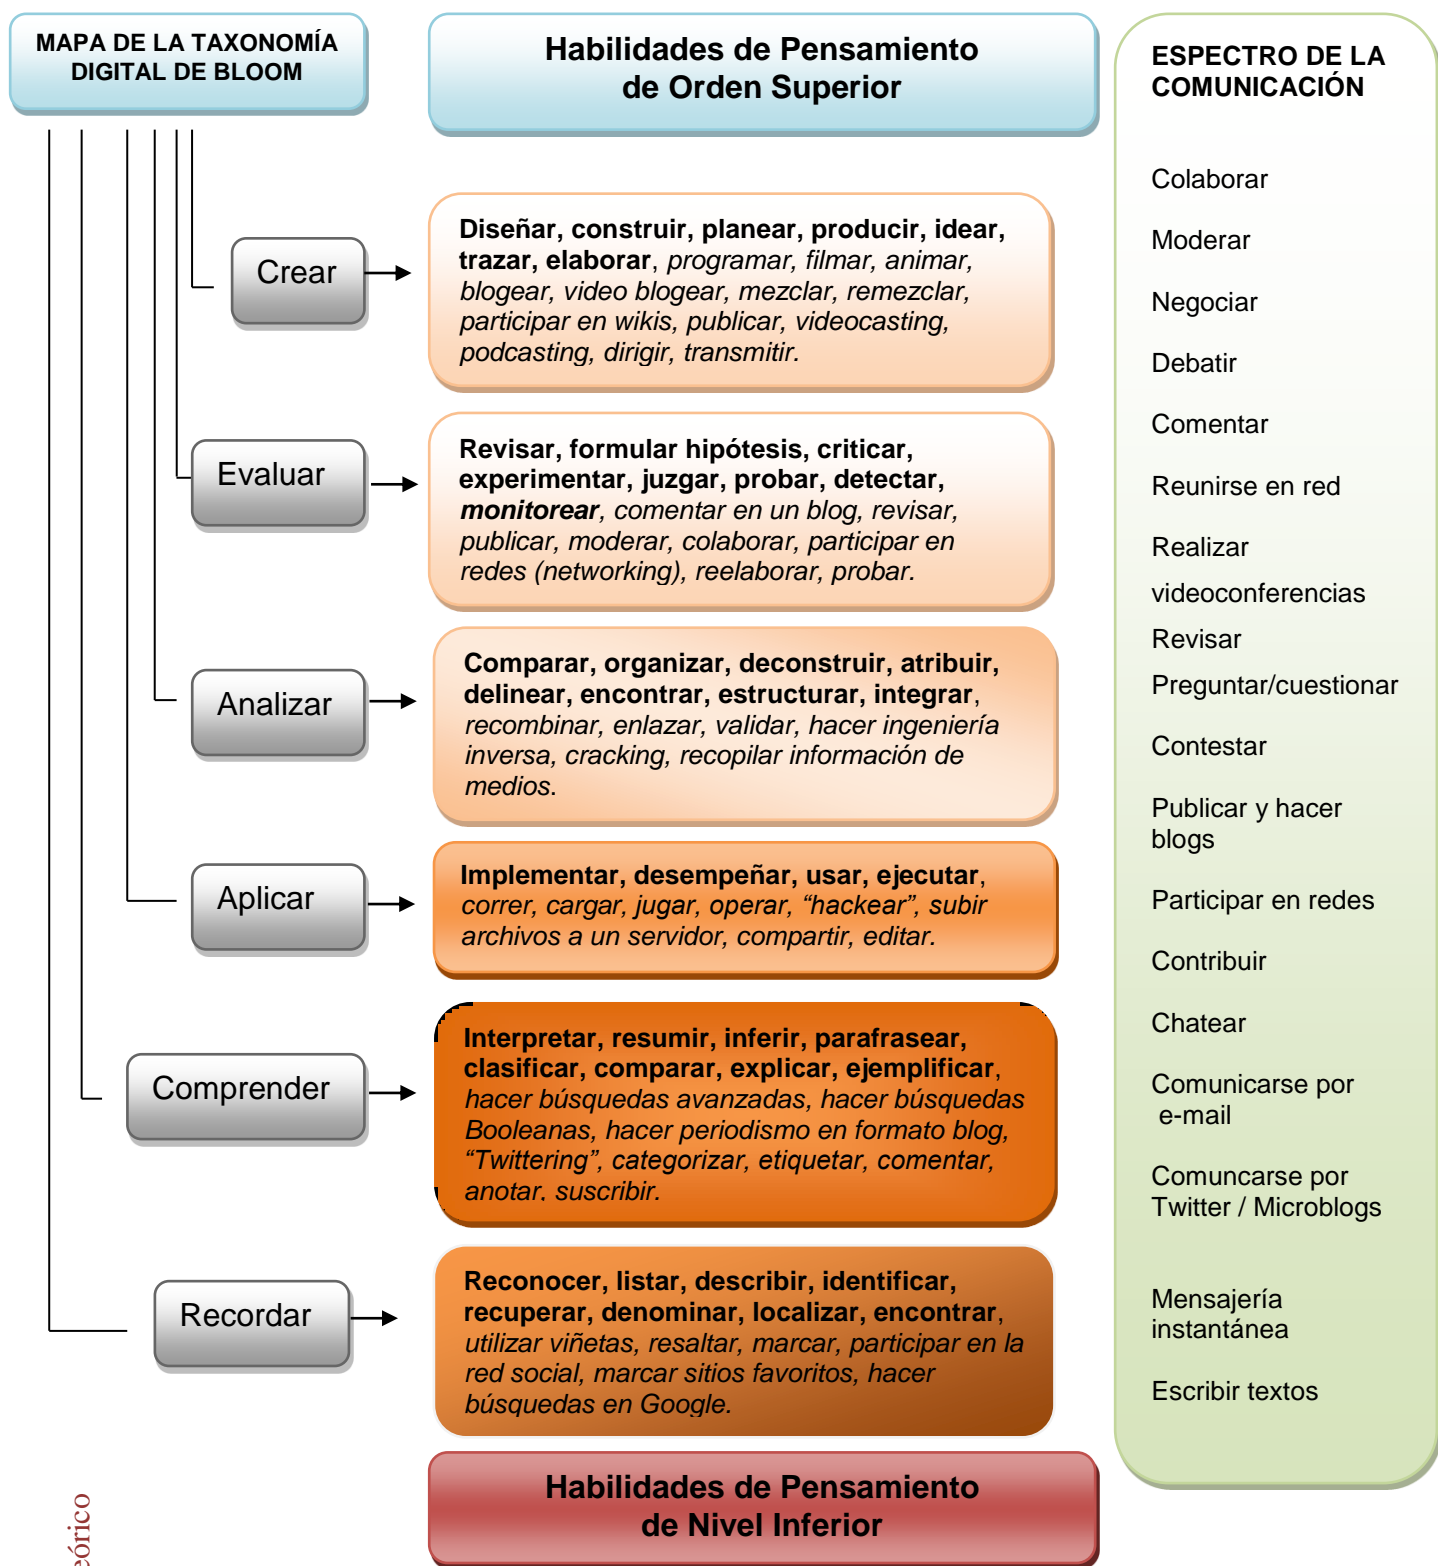 MAPA DE LA TAXONOMÍA
DIGITAL DE BLOOM
Habilidades de Pensamiento
de Orden Superior
Crear
Diseñar, construir, planear, producir, idear,
trazar, elaborar, programar, filmar, animar,
blogear, video blogear, mezclar, remezclar,
participar en wikis, publicar, videocasting,
podcasting, dirigir, transmitir.
Evaluar
Revisar, formular hipótesis, criticar,
experimentar, juzgar, probar, detectar,
monitorear, comentar en un blog, revisar,
publicar, moderar, colaborar, participar en
redes (networking), reelaborar, probar.
Analizar
Comparar, organizar, deconstruir, atribuir,
delinear, encontrar, estructurar, integrar,
recombinar, enlazar, validar, hacer ingeniería
inversa, cracking, recopilar información de
medios.
Aplicar
Implementar, desempeñar, usar, ejecutar,
correr, cargar, jugar, operar, “hackear”, subir
archivos a un servidor, compartir, editar.
Comprender
Interpretar, resumir, inferir, parafrasear,
clasificar, comparar, explicar, ejemplificar,
hacer búsquedas avanzadas, hacer búsquedas
Booleanas, hacer periodismo en formato blog,
“Twittering”, categorizar, etiquetar, comentar,
anotar, suscribir.
Recordar
Reconocer, listar, describir, identificar,
recuperar, denominar, localizar, encontrar,
utilizar viñetas, resaltar, marcar, participar en la
red social, marcar sitios favoritos, hacer
búsquedas en Google.
Habilidades de Pensamiento
de Nivel Inferior
ESPECTRO DE LA
COMUNICACIÓN
Colaborar
Moderar
Negociar
Debatir
Comentar
Reunirse en red
Realizar
videoconferencias
Revisar
Preguntar/cuestionar
Contestar
Publicar y hacer
blogs
Participar en redes
Contribuir
Chatear
Comunicarse por
e-mail
Comuncarse por
Twitter / Microblogs
Mensajería
instantánea
Escribir textos